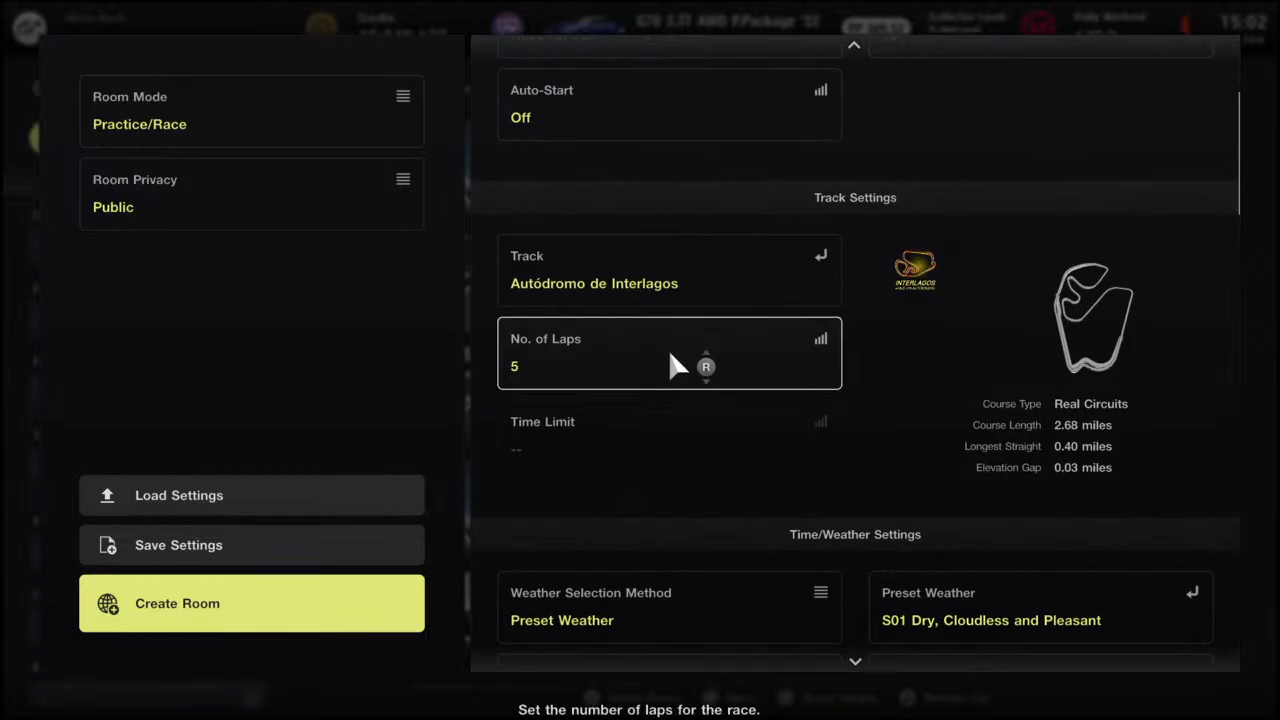 15:02
Room Mode
Practice/Race
Room Privacy
Public
Load Settings
Save Settings
Create Room
Auto-Start
Off
Track Settings
Track
Autódromo de Interlagos
INTERLAGOS
No. of Laps
5
R
Time Limit
--
Course Type Real Circuits
Course Length 2.68 miles
Longest Straight 0.40 miles
Elevation Gap 0.03 miles
Time/Weather Settings
Weather Selection Method
Preset Weather
Preset Weather
S01 Dry, Cloudless and Pleasant
Set the number of laps for the race.